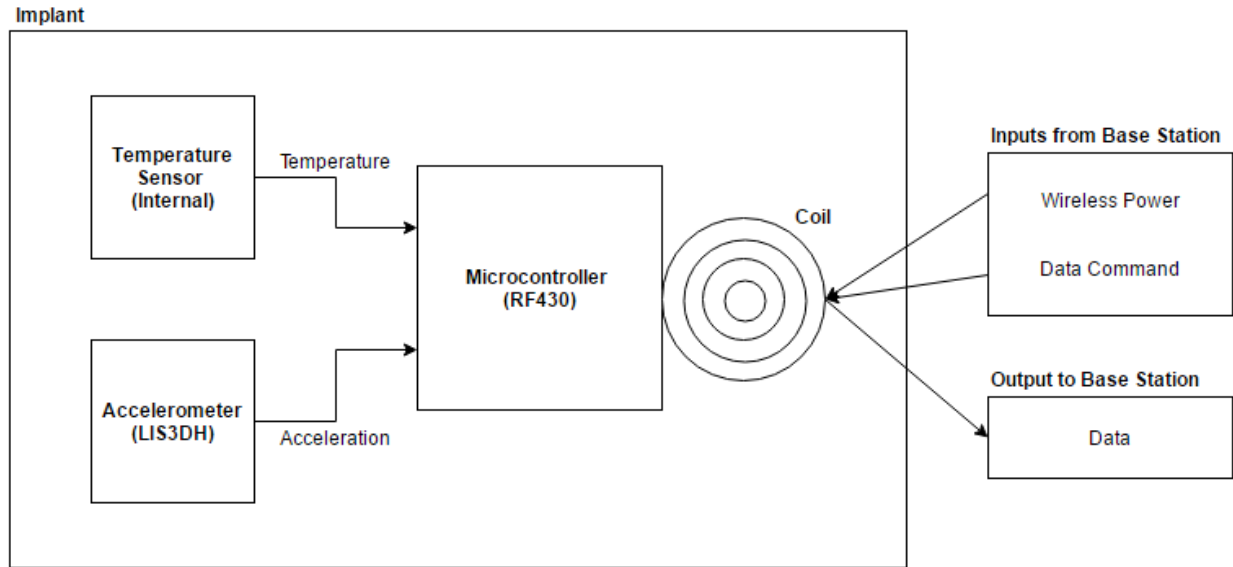 Implant
Temperature
Sensor
(Internal)
Temperature
Accelerometer
(LIS3DH)
Acceleration
Microcontroller
(RF430)
Coil
Inputs from Base Station
Wireless Power
Data Command
Output to Base Station
Data